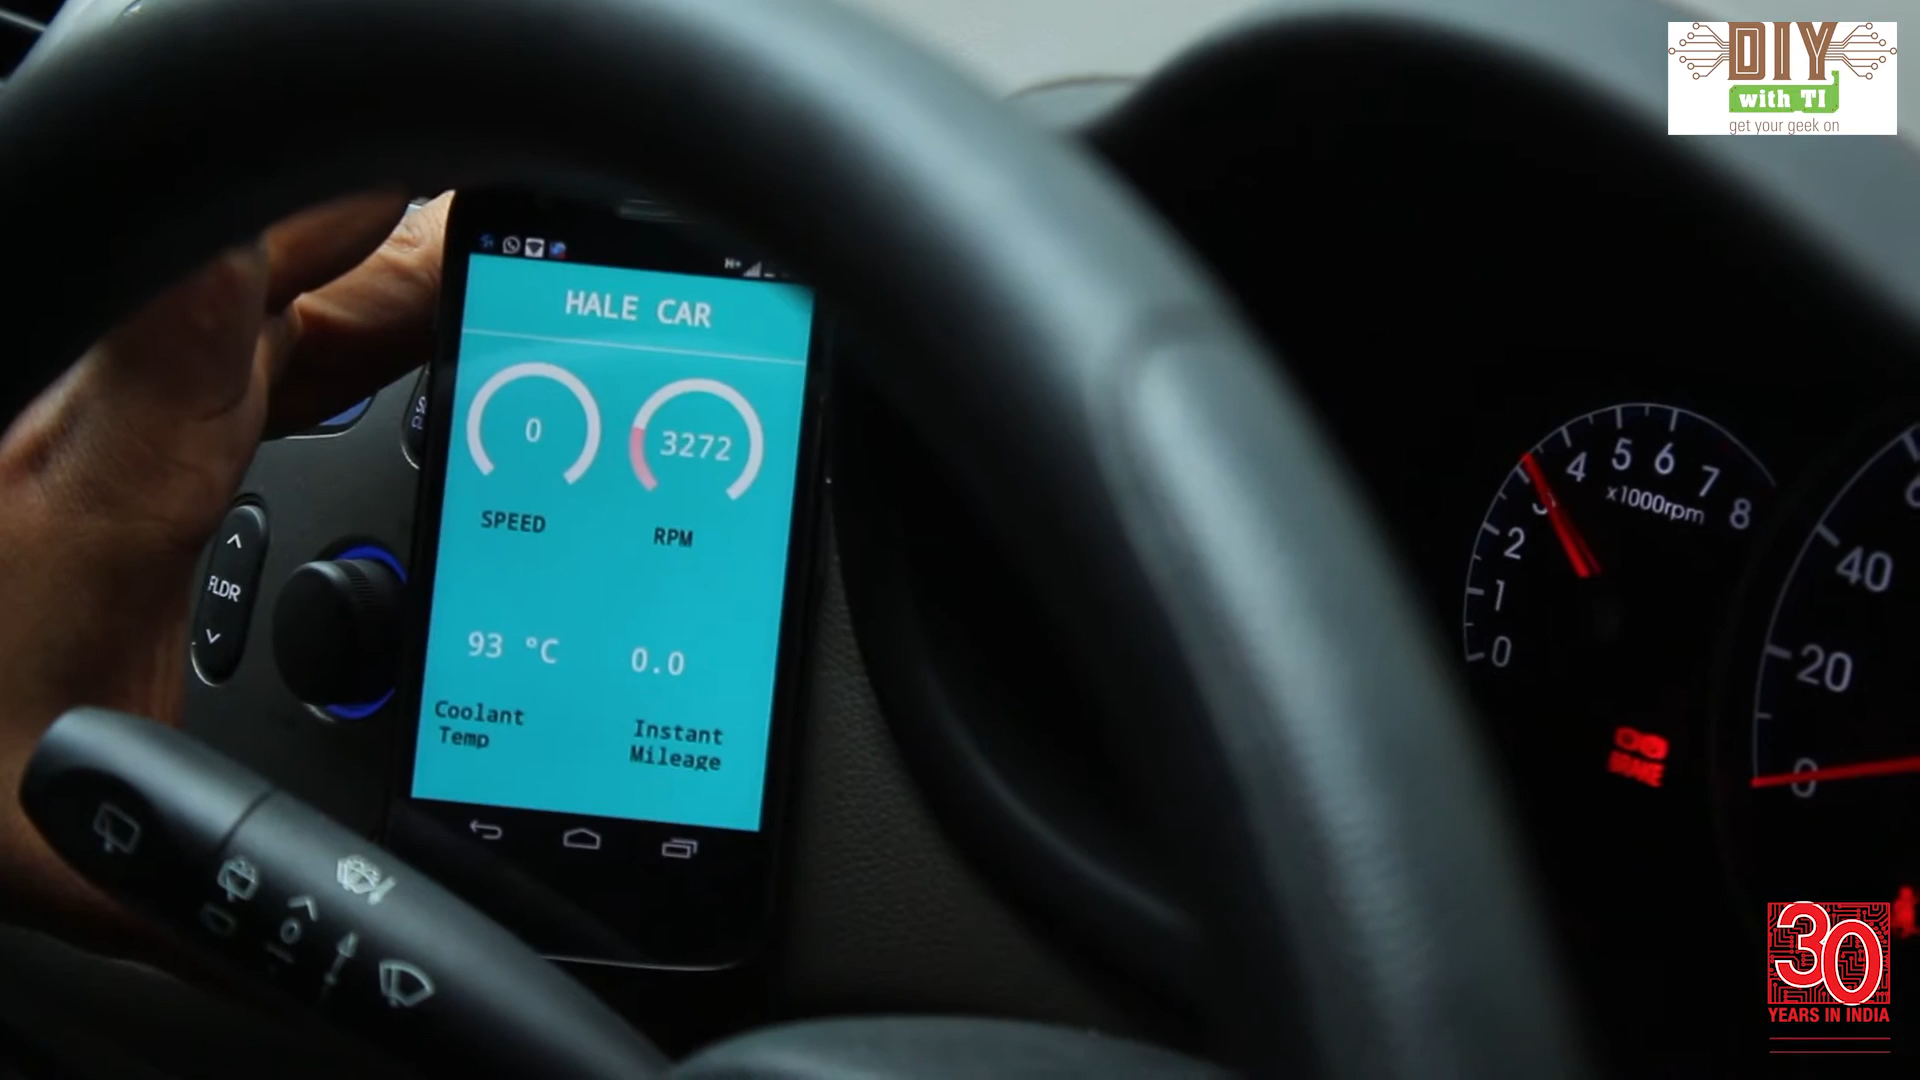 DIY
with TI
get your geek on
H+
HALE CAR
0
3272
SPEED
RPM
93 °C
0.0
Coolant
Temp
Instant
Mileage
FLDR
0
1
2
3
4
5
6
7
8
x1000rpm
40
20
0
BRAKE
0
30
YEARS IN INDIA